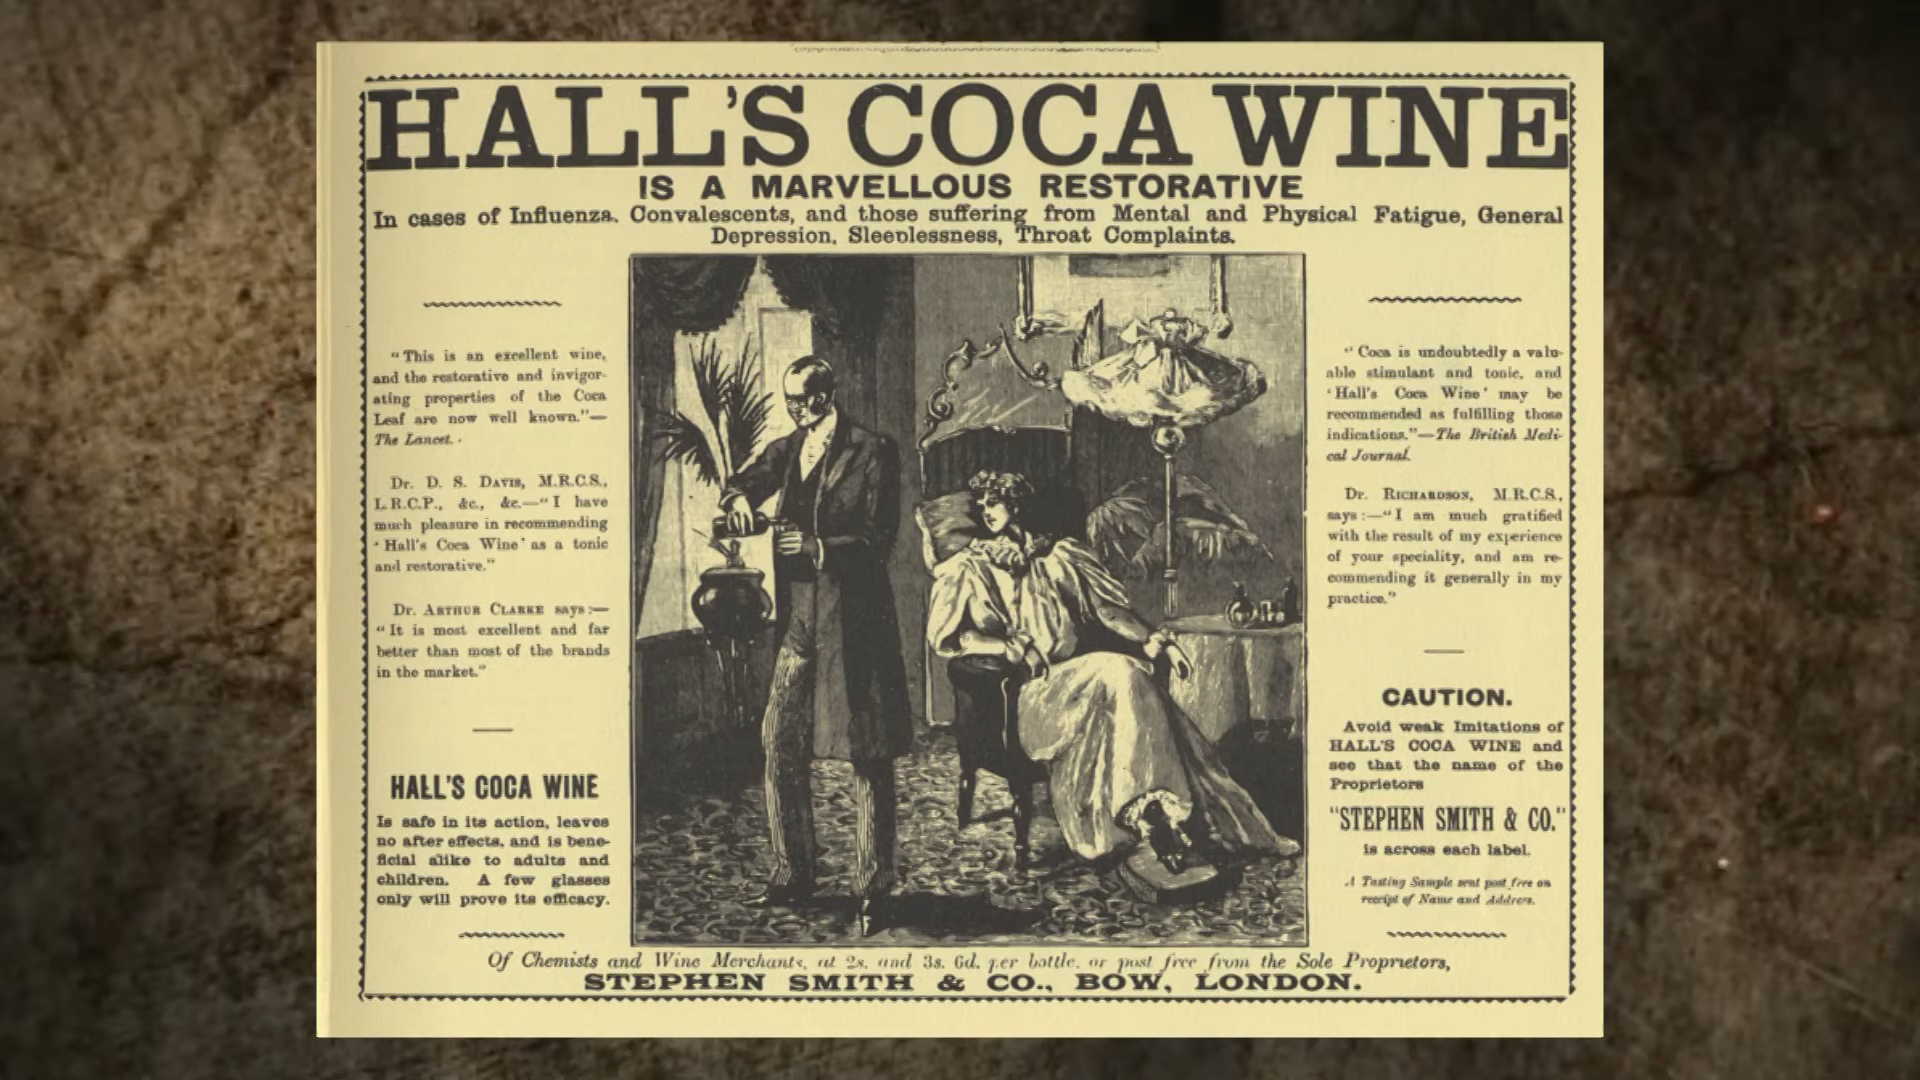 HALL'S COCA WINE
IS A MARVELLOUS RESTORATIVE
In cases of Influenza. Convalescents, and those suffering from Mental and Physical Fatigue, General
Depression, Sleeplessness, Throat Complaints.
"This is an excellent wine,
and the restorative and invigor-
ating properties of the Coca
Leaf are now well known."—
The Lancet.
Dr. D. S. DAVIS, M.R.C.S.,
L.R.C.P., &c., &c.—"I have
much pleasure in recommending
'Hall's Coca Wine' as a tonic
and restorative."
Dr. ARTHUR CLARKE says:—
"It is most excellent and far
better than most of the brands
in the market."
HALL'S COCA WINE
Is safe in its action, leaves
no after effects, and is bene-
ficial alike to adults and
children. A few glasses
only will prove its efficacy.
"Coca is undoubtedly a valu-
able stimulant and tonic, and
'Hall's Coca Wine' may be
recommended as fulfilling those
indications."—The British Medi-
cal Journal.
Dr. RICHARDSON, M.R.C.S.,
says:—"I am much gratified
with the result of my experience
of your speciality, and am re-
commending it generally in my
practice."
CAUTION.
Avoid weak Imitations of
HALL'S COCA WINE and
see that the name of the
Proprietors
"STEPHEN SMITH & CO."
is across each label.
A Tasting Sample sent post free on
receipt of Name and Address.
Of Chemists and Wine Merchants, at 2s. and 3s. 6d. per bottle, or post free from the Sole Proprietors,
STEPHEN SMITH & CO., BOW, LONDON.